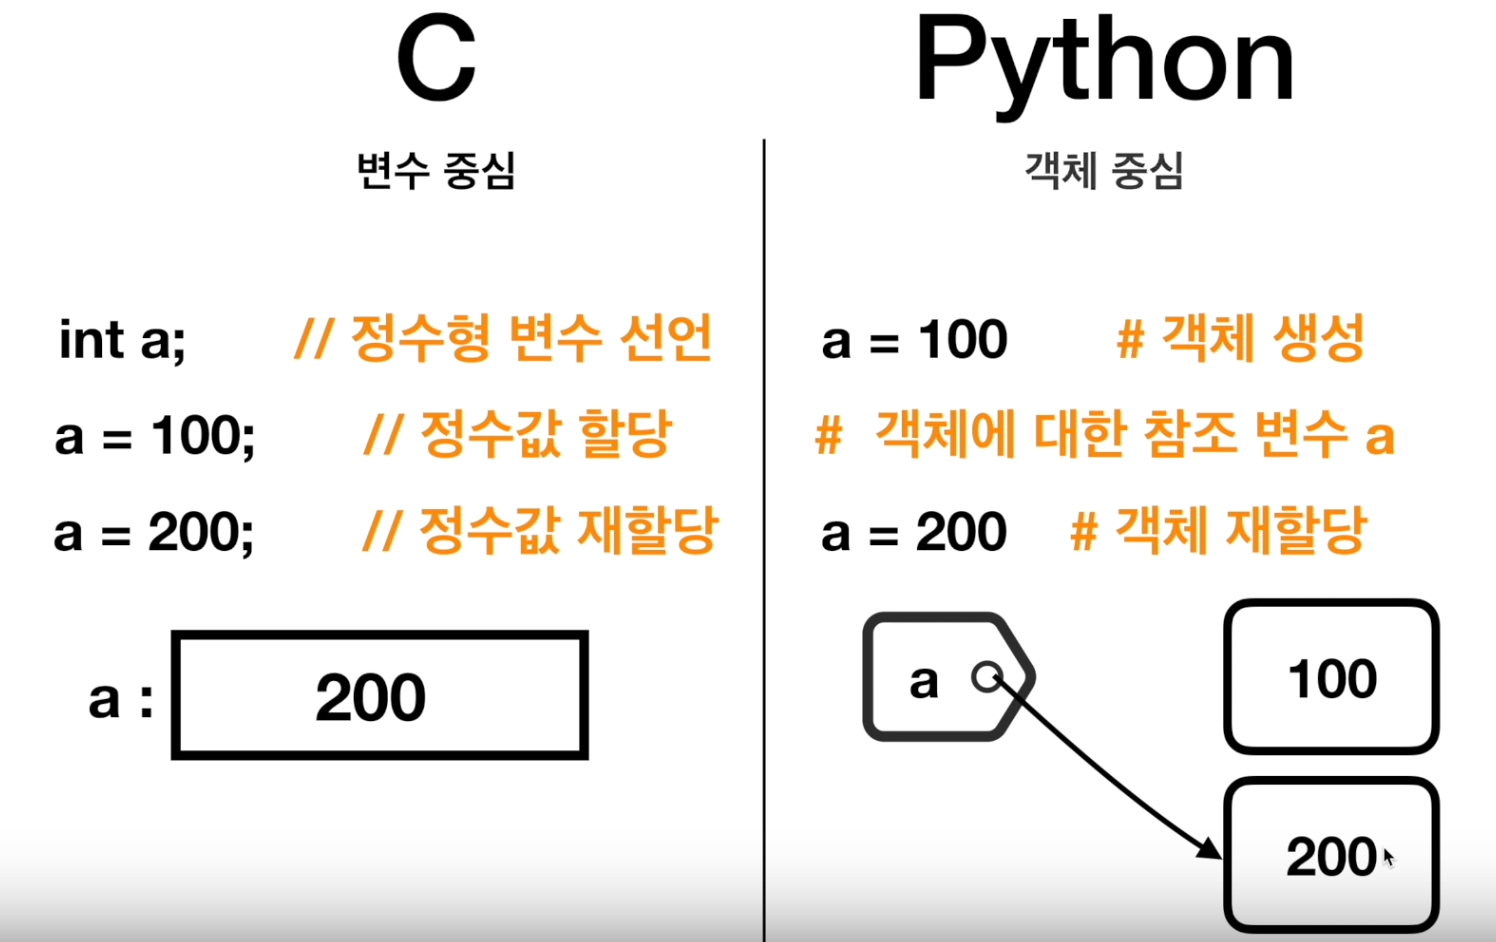 C
변수 중심
int a; // 정수형 변수 선언
a = 100; // 정수값 할당
a = 200; // 정수값 재할당
a : 200
Python
객체 중심
a = 100 # 객체 생성
# 객체에 대한 참조 변수 a
a = 200 # 객체 재할당
a
100
200